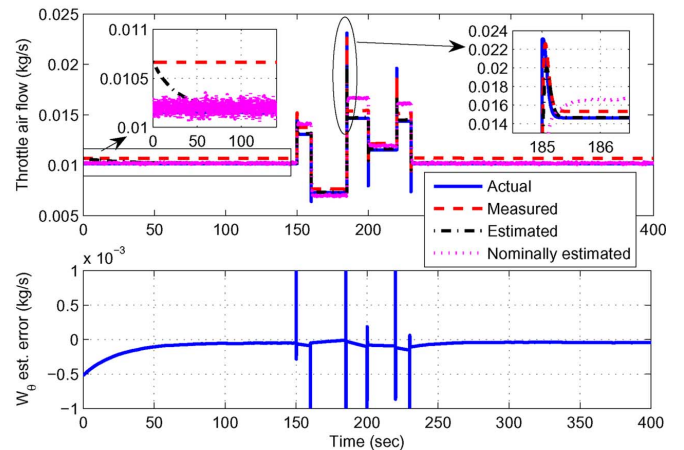 Throttle air flow (kg/s)
0.025
0.02
0.015
0.01
0.005
0.011
0.0105
0.01
0 50 100
0.024
0.022
0.02
0.018
0.016
0.014
185 186
0 50 100 150 200 400
Actual
Measured
Estimated
Nominally estimated
x 10⁻³
Wθ est. error (kg/s)
1
0.5
0
−0.5
−1
0 50 100 150 200 250 300 350 400
Time (sec)